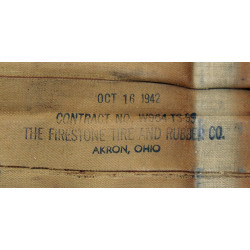 OCT 16 1942
CONTRACT NO.
THE FIRESTONE TIRE AND RUBBER CO.
AKRON, OHIO